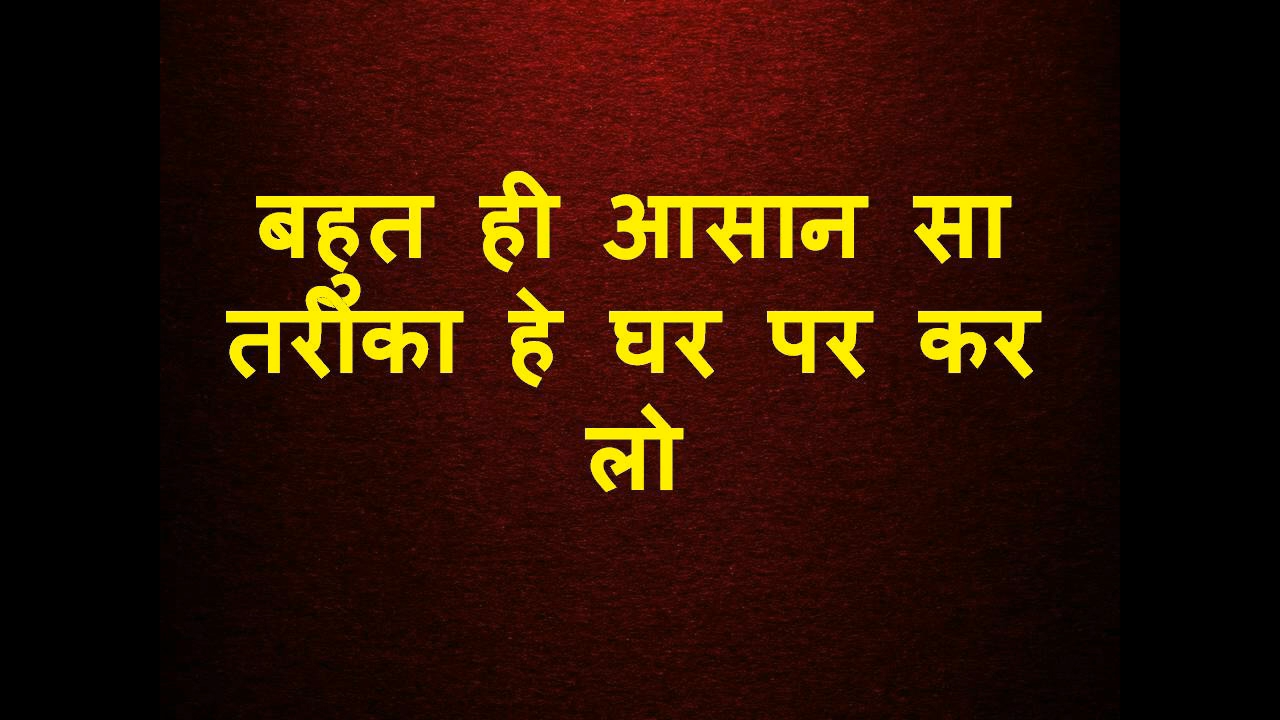 बहुत ही आसान सा
तरीका हे घर पर कर
लो